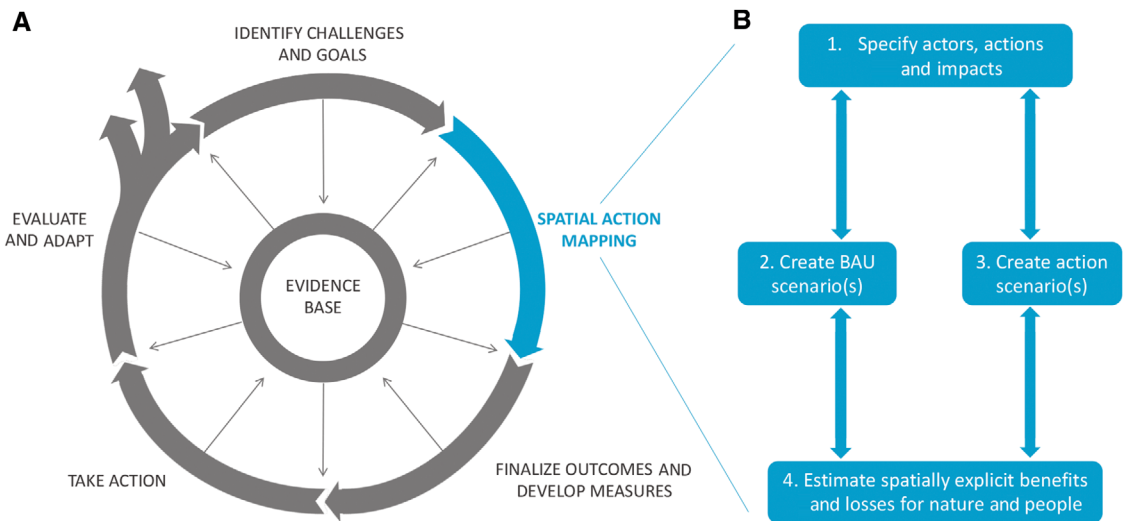 A
IDENTIFY CHALLENGES
AND GOALS
SPATIAL ACTION
MAPPING
FINALIZE OUTCOMES AND
DEVELOP MEASURES
TAKE ACTION
EVALUATE
AND ADAPT
EVIDENCE
BASE
B
1. Specify actors, actions
and impacts
2. Create BAU
scenario(s)
3. Create action
scenario(s)
4. Estimate spatially explicit benefits
and losses for nature and people